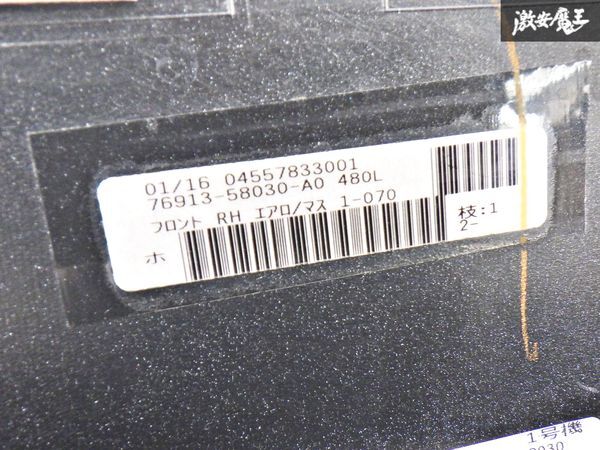 激安魔王
01/16 04557833001
76913-58030-A0 480L
フロント RH エアロ/マス 1-070
ホ
枝:1
2-
1号機